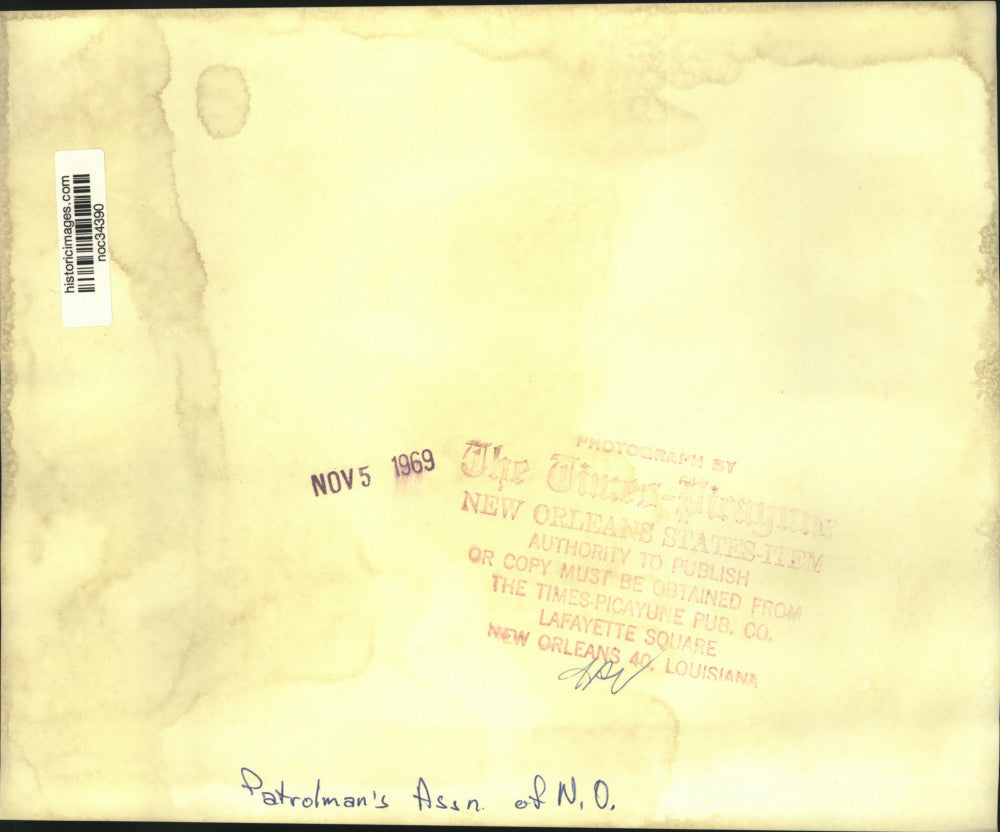 historicimages.com
noc34390
NOV 5 1969
PHOTOGRAPH BY
The Times-Picayune
NEW ORLEANS STATES-ITEM
AUTHORITY TO PUBLISH
OR COPY MUST BE OBTAINED FROM
THE TIMES-PICAYUNE PUB. CO.
LAFAYETTE SQUARE
NEW ORLEANS 40, LOUISIANA
Patrolman's Assn. of N.O.